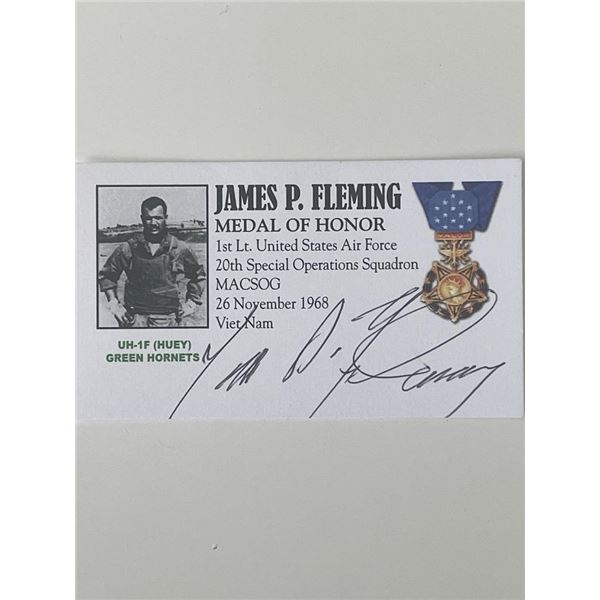 JAMES P. FLEMING
MEDAL OF HONOR
1st Lt. United States Air Force
20th Special Operations Squadron
MACSOG
26 November 1968
Viet Nam
UH-1F (HUEY)
GREEN HORNETS